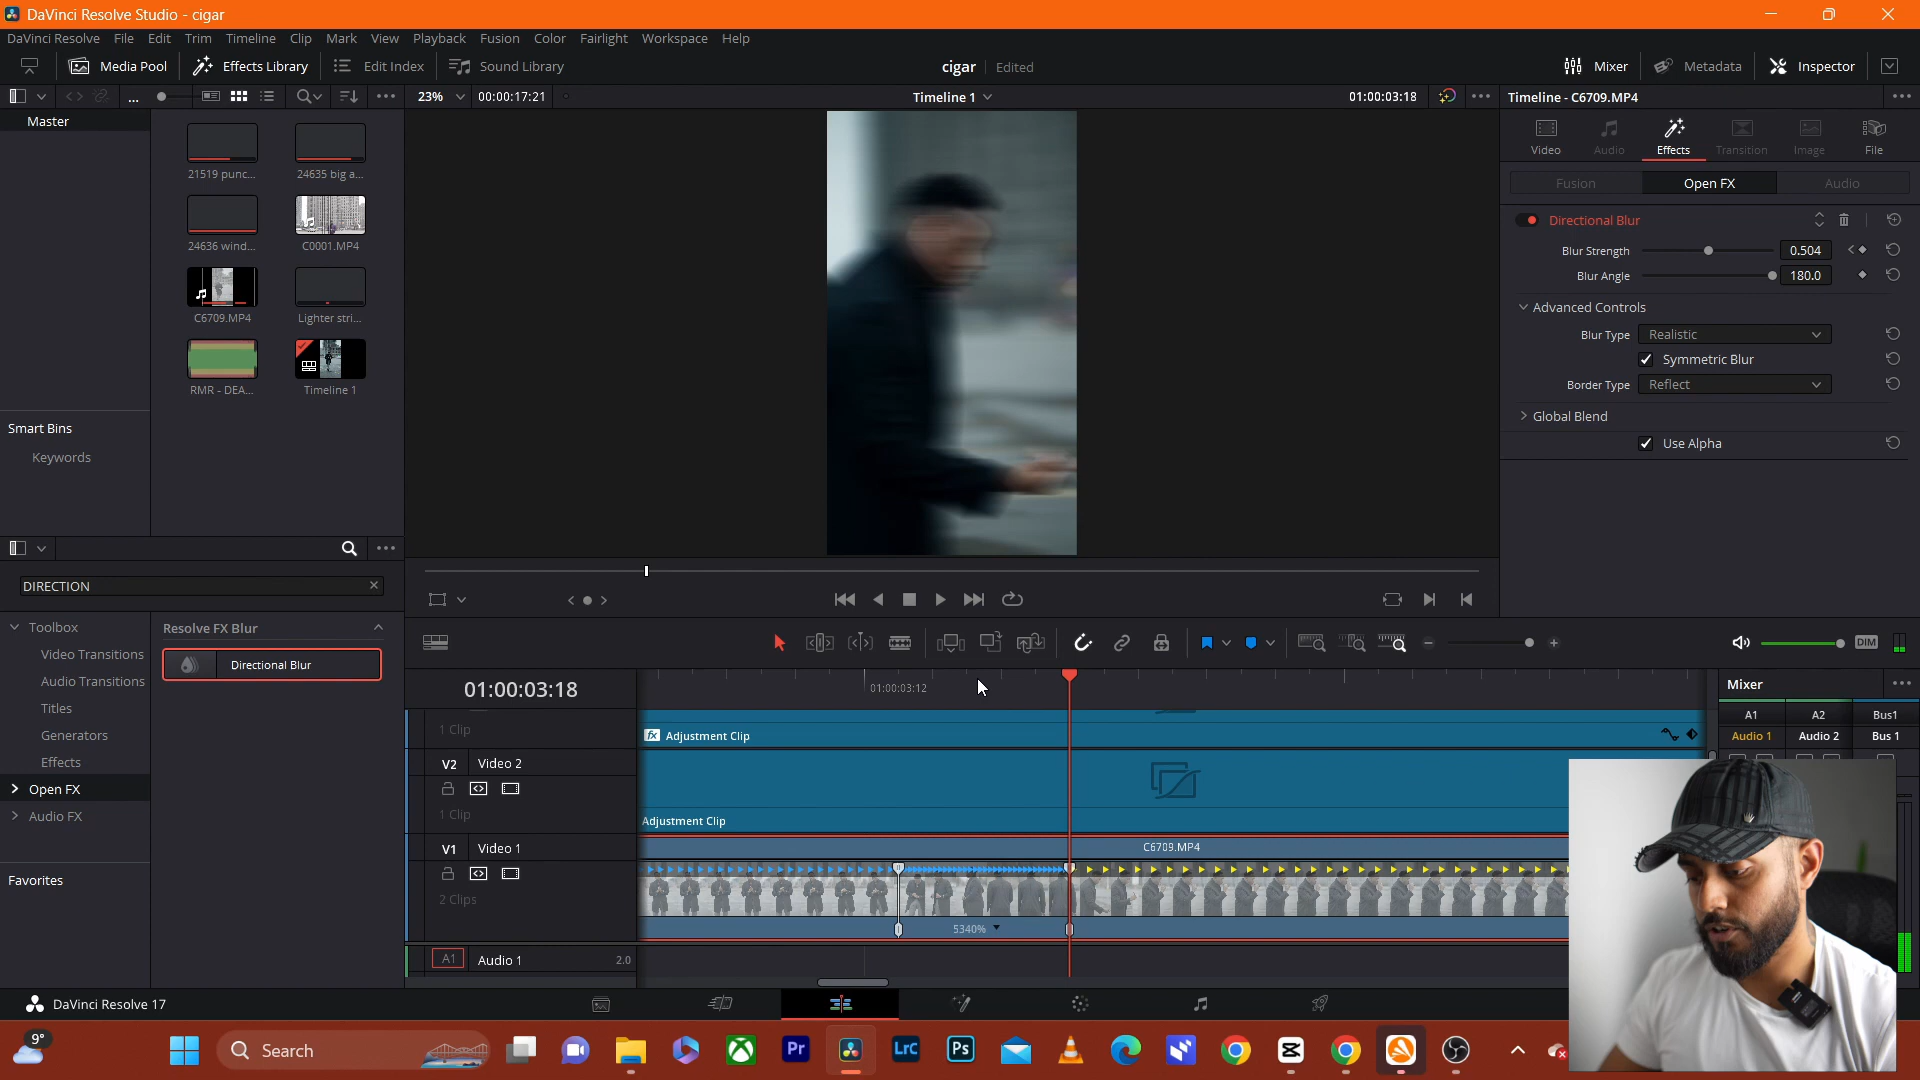 DaVinci Resolve Studio - cigar
DaVinci Resolve File Edit Trim Timeline Clip Mark View Playback Fusion Color Fairlight Workspace Help
Media Pool Effects Library Edit Index Sound Library cigar Edited Mixer Metadata Inspector
23% 00:00:17:21 Timeline 1 01:00:03:18 Timeline - C6709.MP4
Master
21519 punc... 24635 big a...
24636 wind... C0001.MP4
C6709.MP4 Lighter stri...
RMR - DEA... Timeline 1
Smart Bins
Keywords
Video Audio Effects Transition Image File
Fusion Open FX Audio
Directional Blur
Blur Strength 0.504
Blur Angle 180.0
Advanced Controls
Blur Type Realistic
Symmetric Blur
Border Type Reflect
Global Blend
Use Alpha
DIRECTION
Toolbox
Video Transitions
Audio Transitions
Titles
Generators
Effects
Open FX
Audio FX
Favorites
Resolve FX Blur
Directional Blur
DIM
01:00:03:18 01:00:03:12
1 Clip
Adjustment Clip
V2 Video 2
1 Clip
Adjustment Clip
V1 Video 1
C6709.MP4
2 Clips
5340%
A1 Audio 1 2.0
Mixer
A1 A2 Bus1
Audio 1 Audio 2 Bus 1
DaVinci Resolve 17
9°
Search
Pr
LrC
Ps